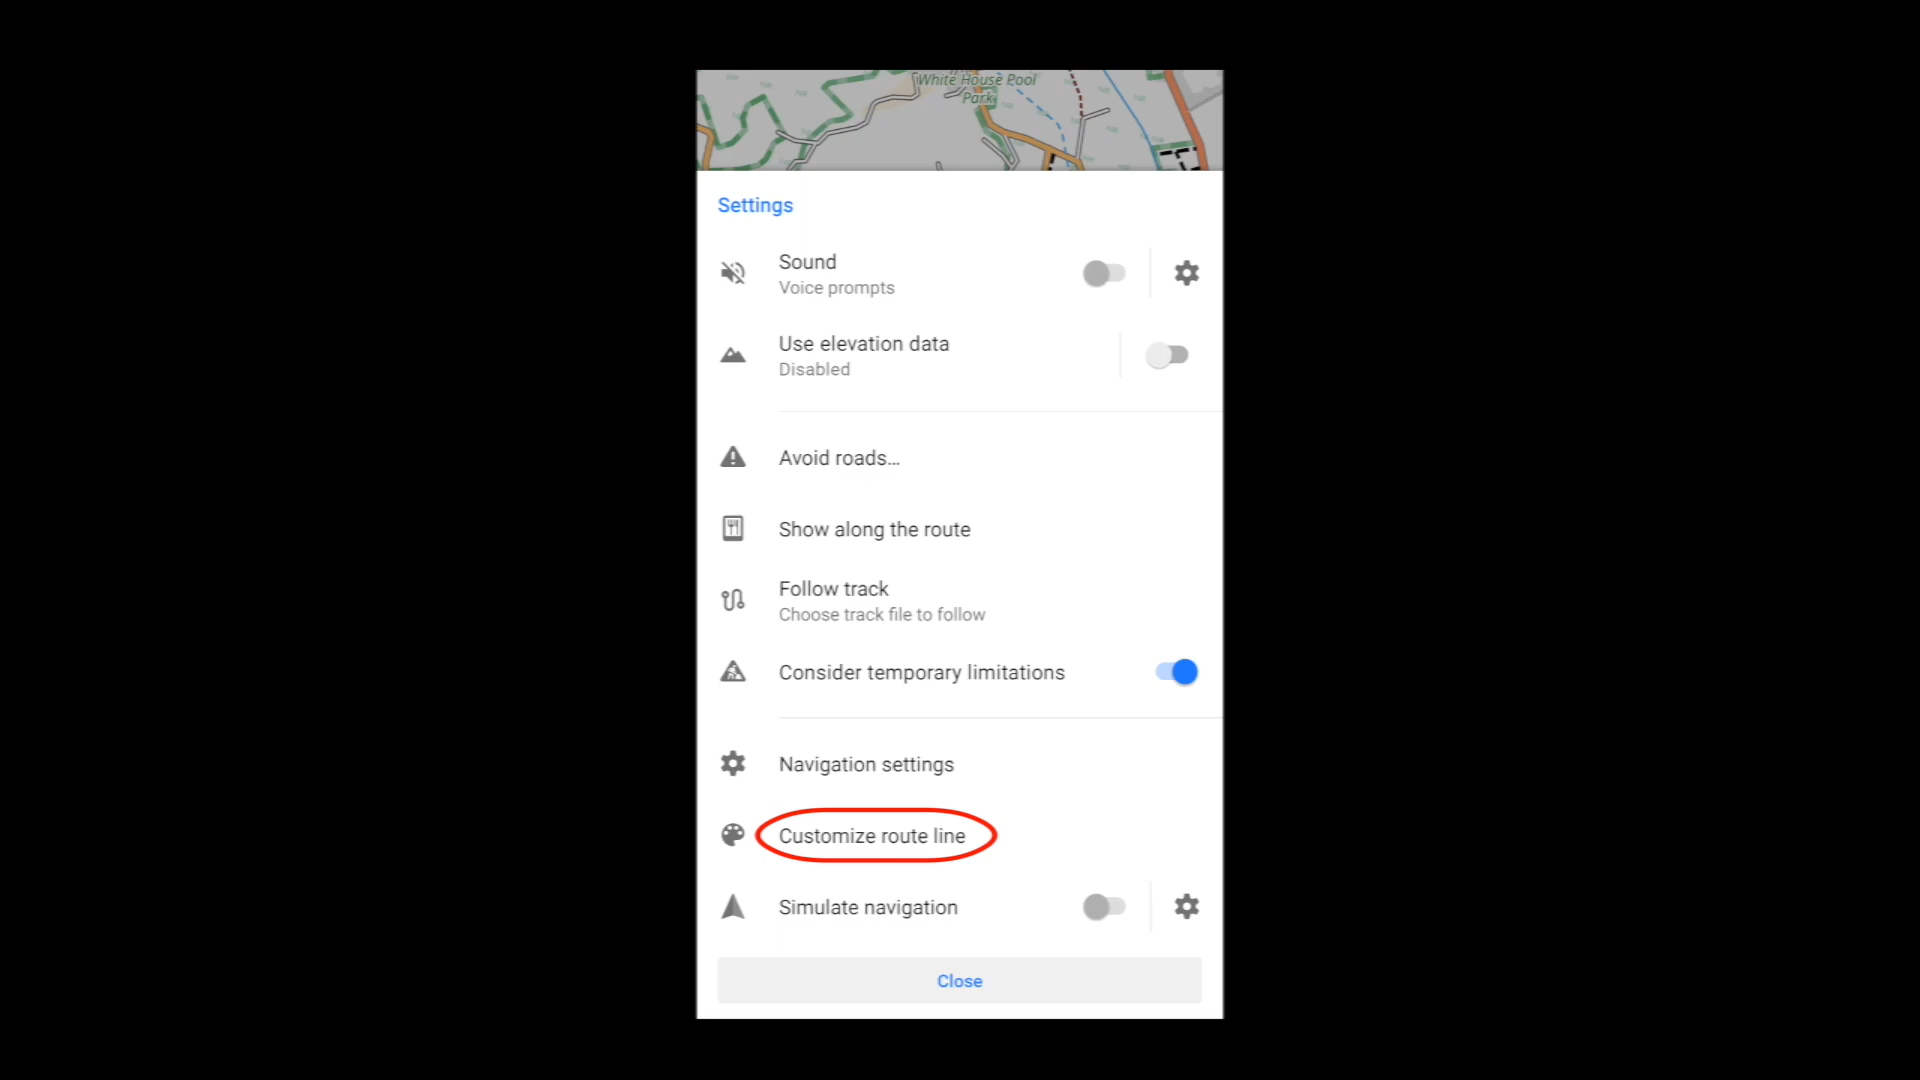 White House Pool
Park
Settings
Sound
Voice prompts
Use elevation data
Disabled
Avoid roads…
Show along the route
Follow track
Choose track file to follow
Consider temporary limitations
Navigation settings
Customize route line
Simulate navigation
Close